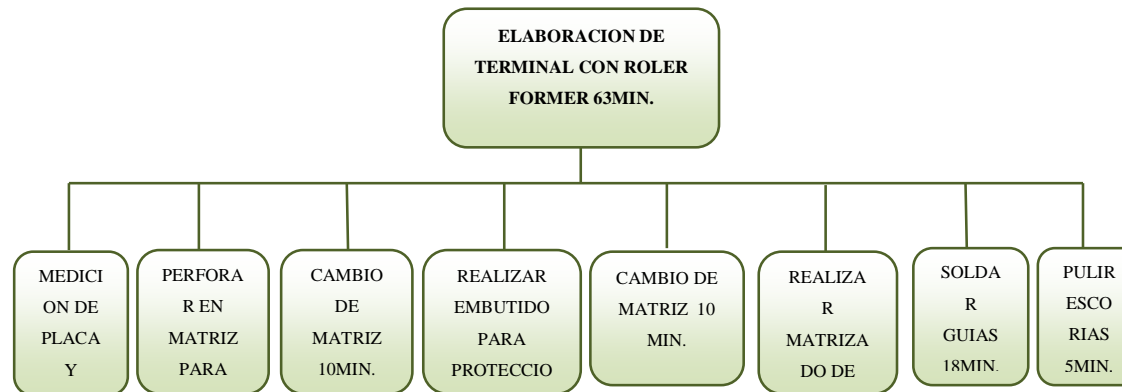 ELABORACION DE
TERMINAL CON ROLER
FORMER 63MIN.
MEDICI
ON DE
PLACA
Y
PERFORA
R EN
MATRIZ
PARA
CAMBIO
DE
MATRIZ
10MIN.
REALIZAR
EMBUTIDO
PARA
PROTECCIO
CAMBIO DE
MATRIZ 10
MIN.
REALIZA
R
MATRIZA
DO DE
SOLDA
R
GUIAS
18MIN.
PULIR
ESCO
RIAS
5MIN.